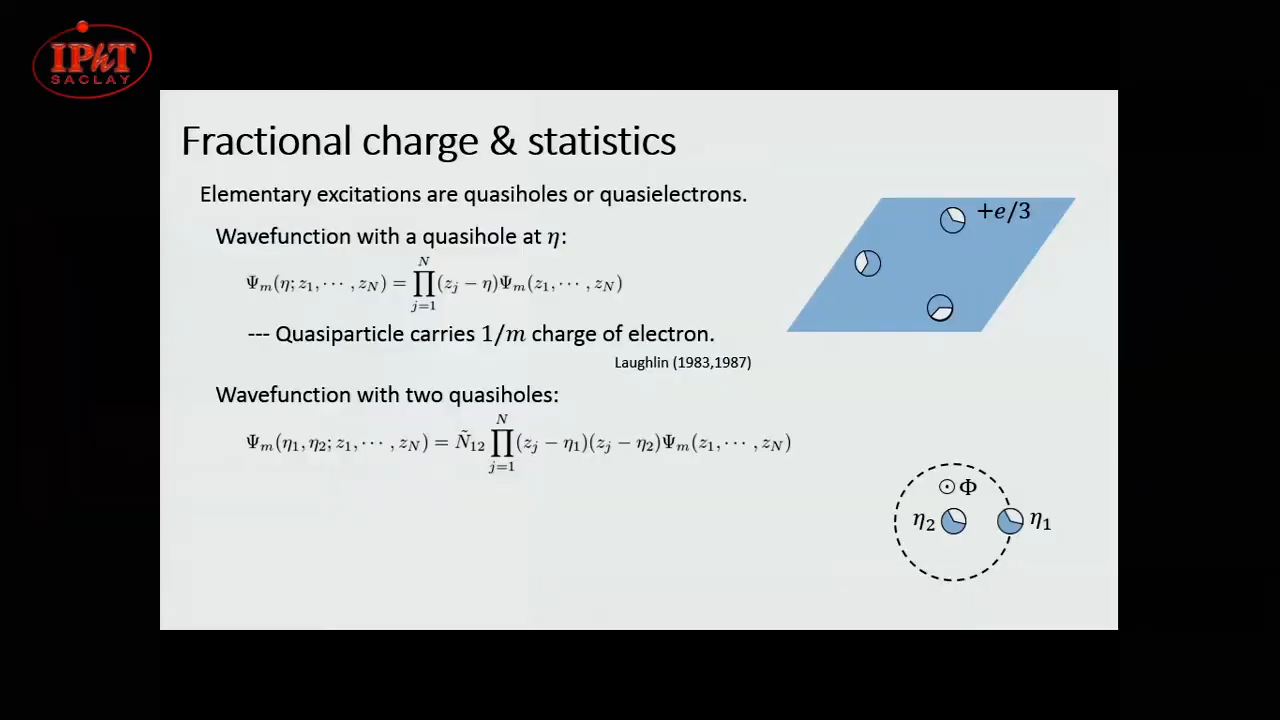 IPhT
SACLAY
Fractional charge & statistics
Elementary excitations are quasiholes or quasielectrons.
+e/3
Wavefunction with a quasihole at η:
Ψ_m(η; z_1, ⋯ , z_N) = ∏_{j=1}^{N} (z_j − η)Ψ_m(z_1, ⋯ , z_N)
--- Quasiparticle carries 1/m charge of electron.
Laughlin (1983,1987)
Wavefunction with two quasiholes:
Ψ_m(η_1, η_2; z_1, ⋯ , z_N) = Ñ_{12} ∏_{j=1}^{N} (z_j − η_1)(z_j − η_2)Ψ_m(z_1, ⋯ , z_N)
⊙Φ
η_2
η_1